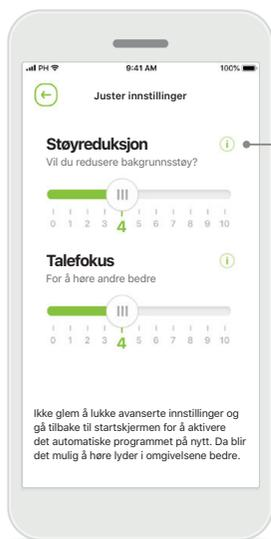 PH 9:41 AM 100%
Juster innstillinger
Støyreduksjon i
Vil du redusere bakgrunnsstøy?
0 1 2 3 4 5 6 7 8 9 10
Talefokus i
For å høre andre bedre
0 1 2 3 4 5 6 7 8 9 10
Ikke glem å lukke avanserte innstillinger og
gå tilbake til startskjermen for å aktivere
det automatiske programmet på nytt. Da blir
det mulig å høre lyder i omgivelsene bedre.